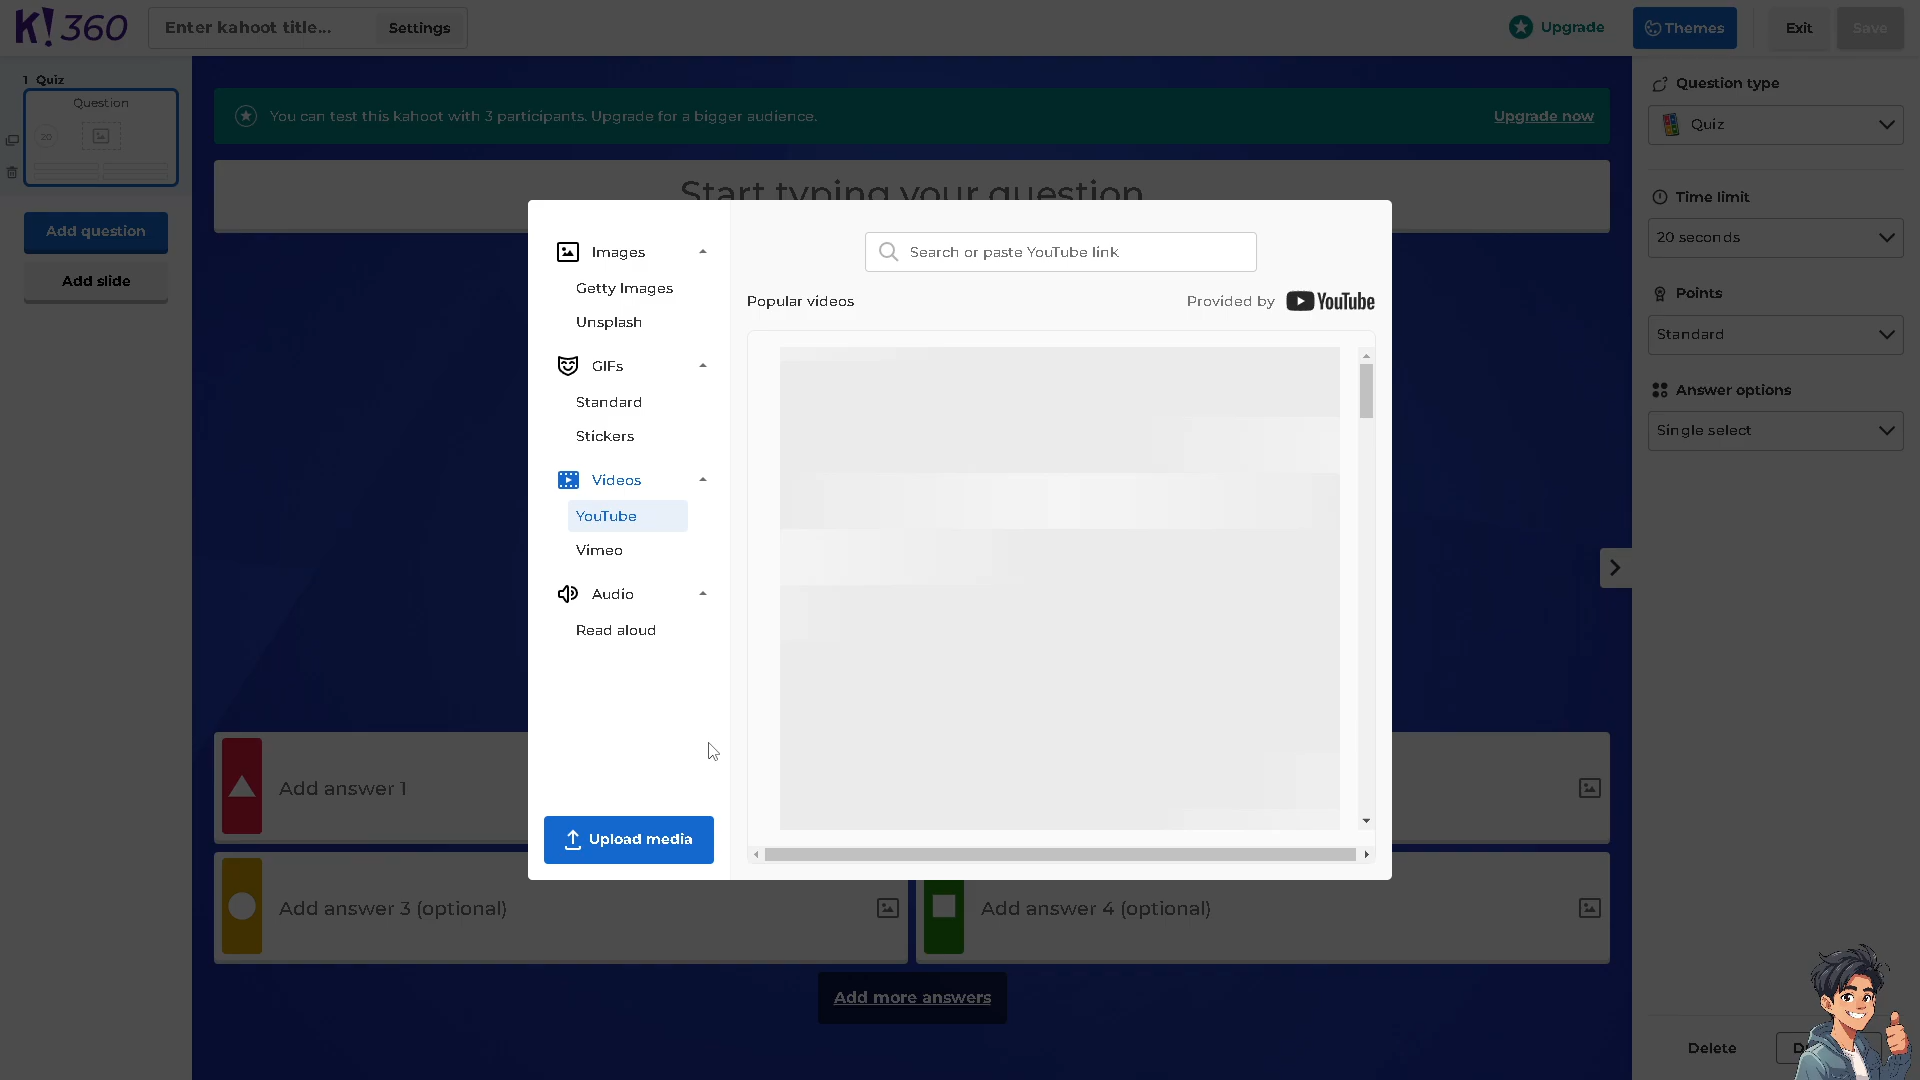 K!360
Enter kahoot title...
Settings
Upgrade
Themes
Exit
Save
1 Quiz
Question
20
Add question
Add slide
You can test this kahoot with 3 participants. Upgrade for a bigger audience.
Upgrade now
Start typing your question
Images
Getty Images
Unsplash
GIFs
Standard
Stickers
Videos
YouTube
Vimeo
Audio
Read aloud
Upload media
Search or paste YouTube link
Popular videos
Provided by YouTube
Add answer 1
Add answer 3 (optional)
Add answer 4 (optional)
Add more answers
Question type
Quiz
Time limit
20 seconds
Points
Standard
Answer options
Single select
Delete